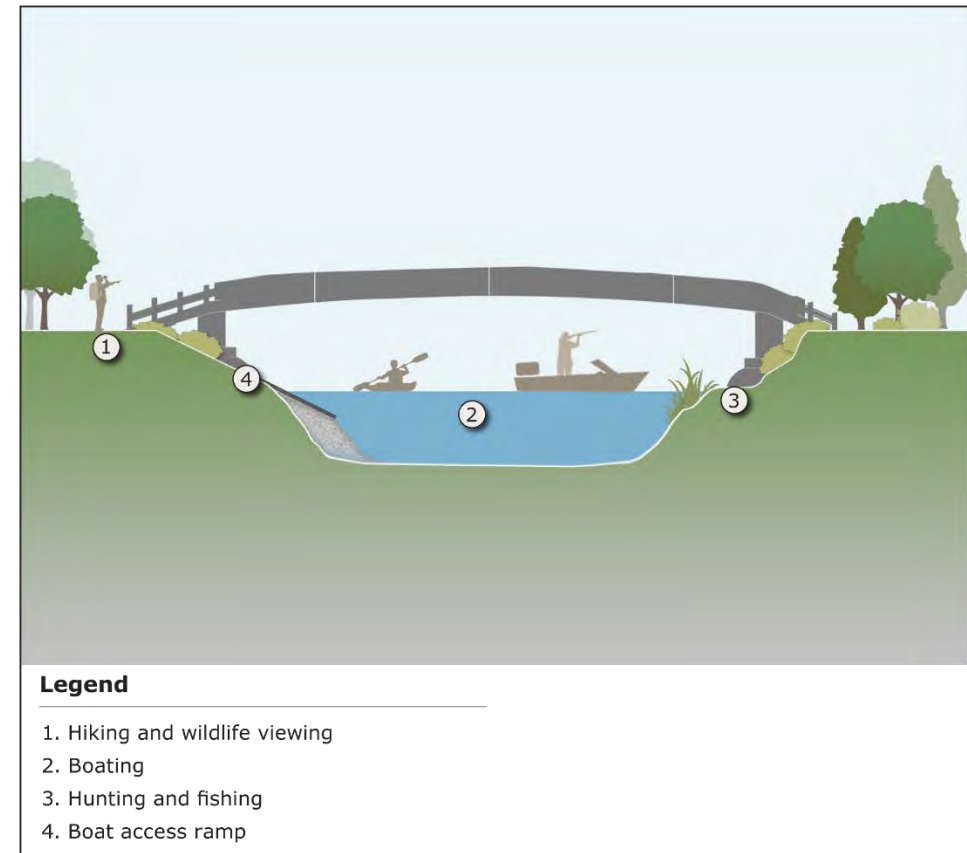 1
4
2
3
Legend
1. Hiking and wildlife viewing
2. Boating
3. Hunting and fishing
4. Boat access ramp